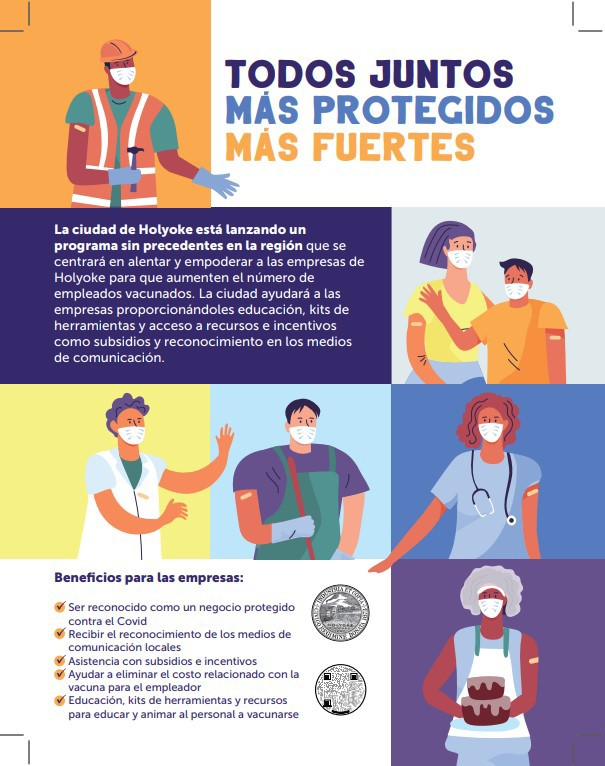 TODOS JUNTOS
MÁS PROTEGIDOS
MÁS FUERTES
La ciudad de Holyoke está lanzando un
programa sin precedentes en la región que se
centrará en alentar y empoderar a las empresas de
Holyoke para que aumenten el número de
empleados vacunados. La ciudad ayudará a las
empresas proporcionándoles educación, kits de
herramientas y acceso a recursos e incentivos
como subsidios y reconocimiento en los medios
de comunicación.
Beneficios para las empresas:
Ser reconocido como un negocio protegido
contra el Covid
Recibir el reconocimiento de los medios de
comunicación locales
Asistencia con subsidios e incentivos
Ayudar a eliminar el costo relacionado con la
vacuna para el empleador
Educación, kits de herramientas y recursos
para educar y animar al personal a vacunarse
HOLYOKE